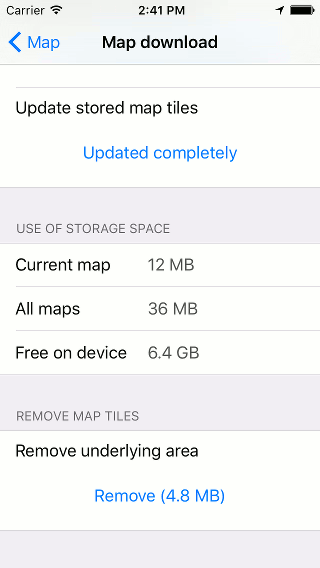 Carrier 2:41 PM
Map Map download
Update stored map tiles
Updated completely
USE OF STORAGE SPACE
Current map 12 MB
All maps 36 MB
Free on device 6.4 GB
REMOVE MAP TILES
Remove underlying area
Remove (4.8 MB)